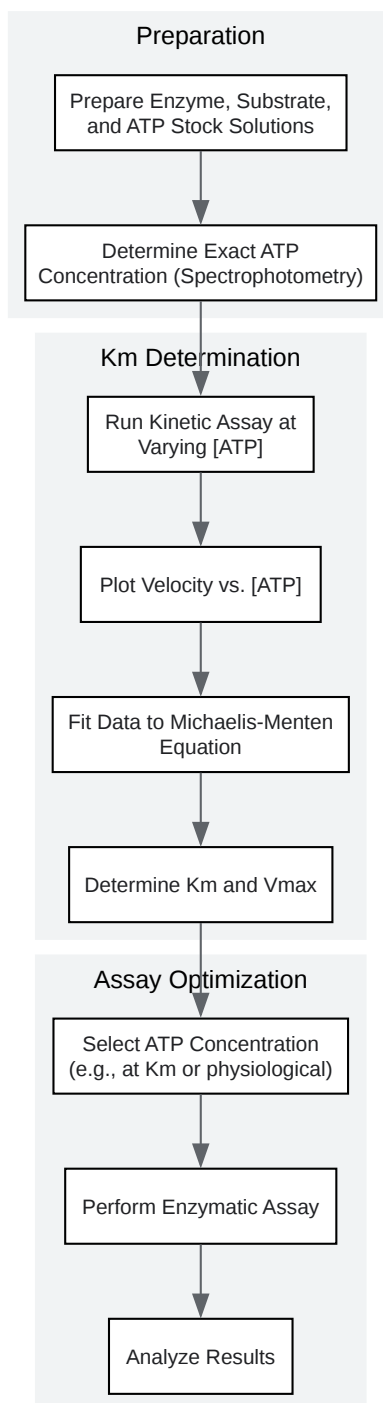 Preparation
Prepare Enzyme, Substrate,
and ATP Stock Solutions
Determine Exact ATP
Concentration (Spectrophotometry)
Km Determination
Run Kinetic Assay at
Varying [ATP]
Plot Velocity vs. [ATP]
Fit Data to Michaelis-Menten
Equation
Determine Km and Vmax
Assay Optimization
Select ATP Concentration
(e.g., at Km or physiological)
Perform Enzymatic Assay
Analyze Results